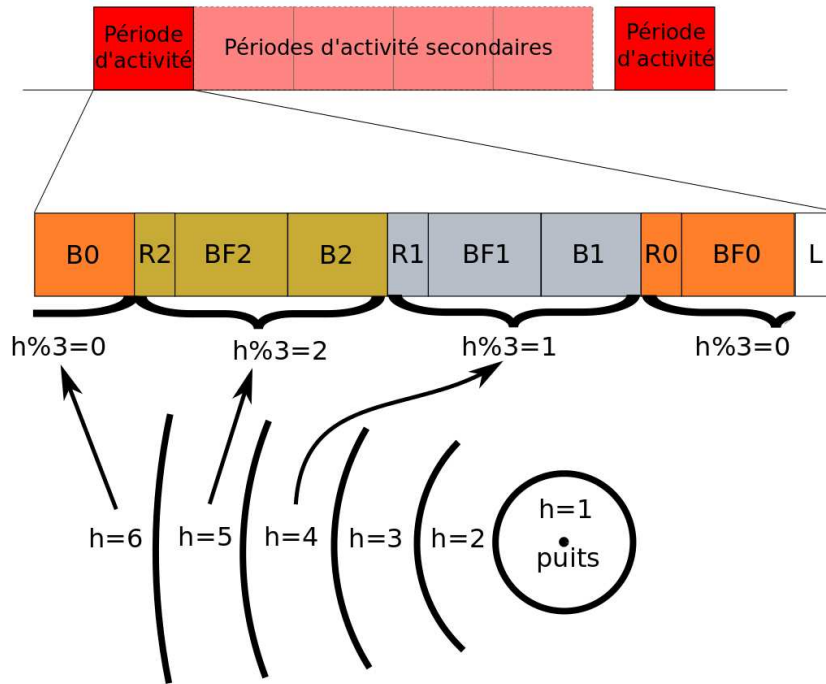 Période
d'activité
Périodes d'activité secondaires
Période
d'activité
B0 R2 BF2 B2 R1 BF1 B1 R0 BF0 L
h%3=0 h%3=2 h%3=1 h%3=0
h=6 h=5 h=4 h=3 h=2 h=1
puits